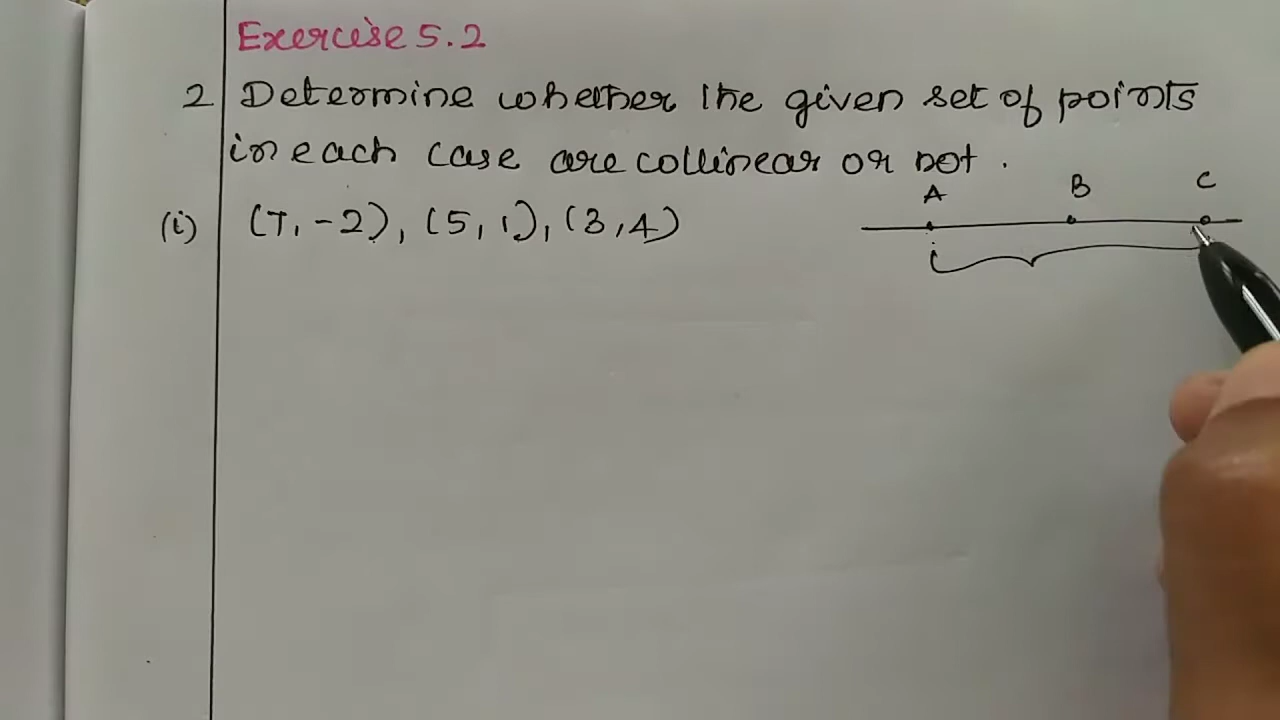 Exercise 5.2
2 Determine whether the given set of points
in each case are collinear or not.
A B C
(i) (7, -2), (5, 1), (3, 4)